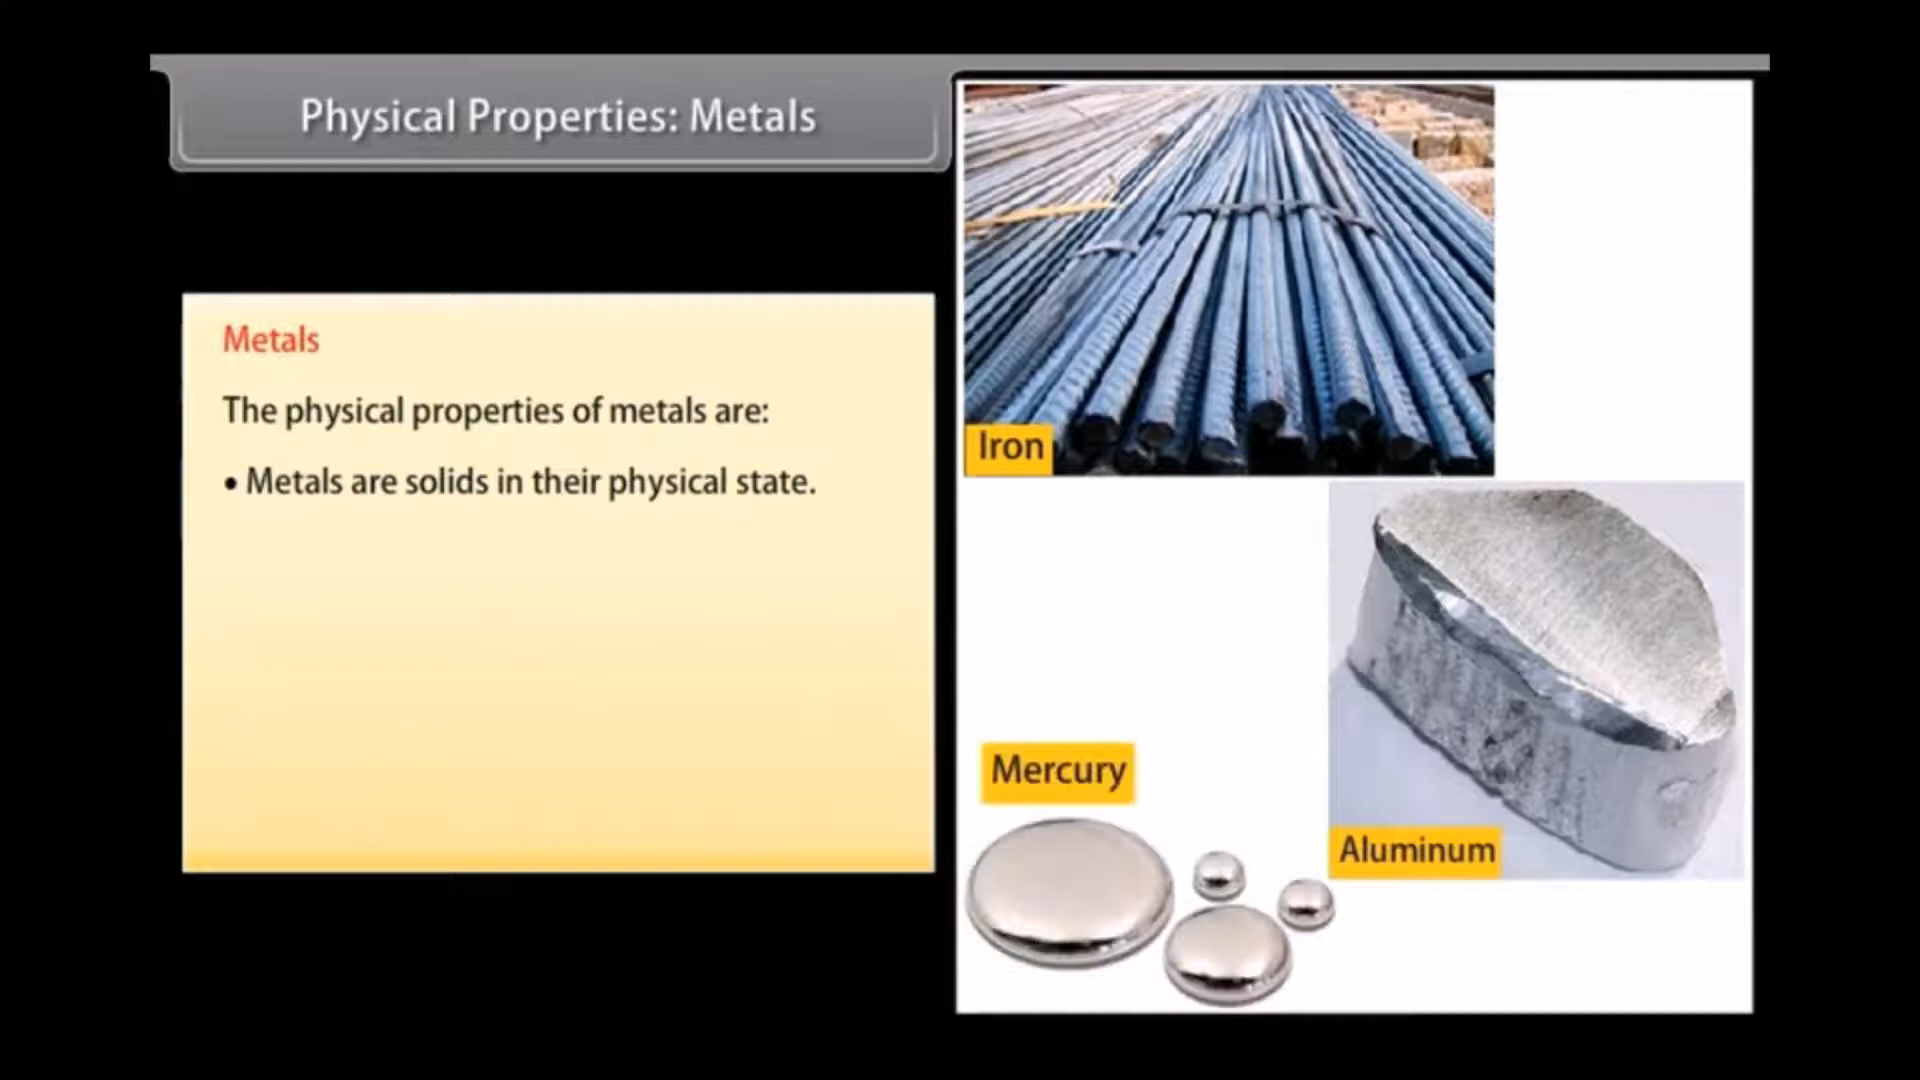 Physical Properties: Metals
Metals
The physical properties of metals are:
• Metals are solids in their physical state.
Iron
Mercury
Aluminum